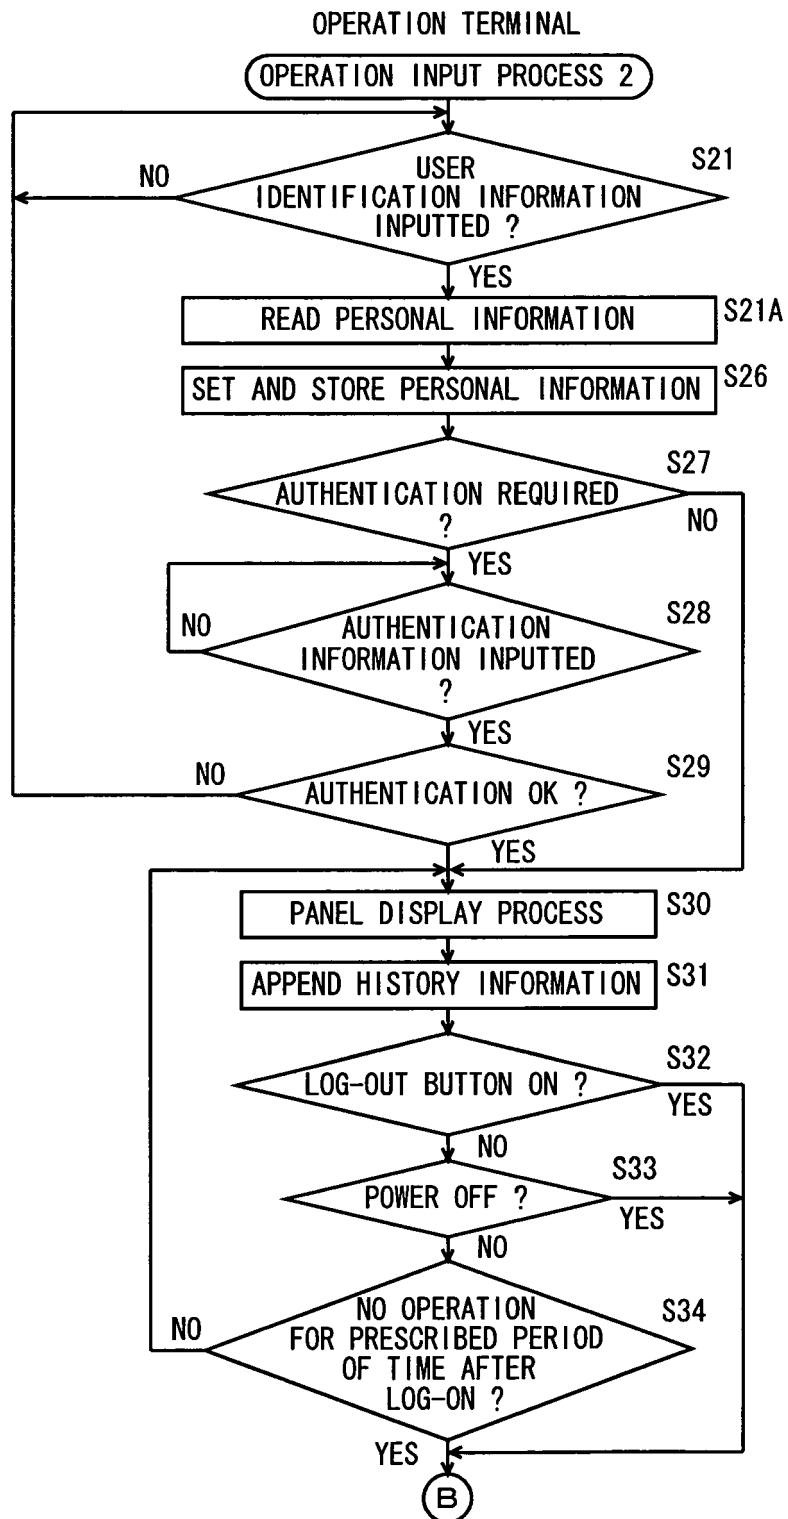 OPERATION TERMINAL
OPERATION INPUT PROCESS 2
S21
NO
USER
IDENTIFICATION INFORMATION
INPUTTED ?
YES
READ PERSONAL INFORMATION
S21A
SET AND STORE PERSONAL INFORMATION
S26
S27
AUTHENTICATION REQUIRED
?
NO
YES
S28
NO
AUTHENTICATION
INFORMATION INPUTTED
?
YES
S29
NO
AUTHENTICATION OK ?
YES
PANEL DISPLAY PROCESS
S30
APPEND HISTORY INFORMATION
S31
S32
LOG-OUT BUTTON ON ?
YES
NO
S33
POWER OFF ?
YES
NO
S34
NO
NO OPERATION
FOR PRESCRIBED PERIOD
OF TIME AFTER
LOG-ON ?
YES
B